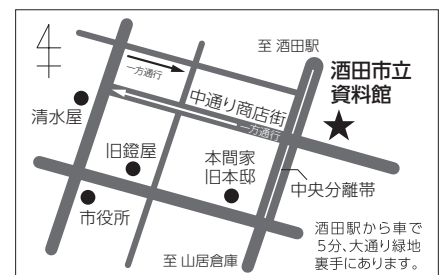 至 酒田駅
一方通行
酒田市立
資料館
中通り商店街
清水屋
一方通行
旧鐙屋
本間家
旧本邸
中央分離帯
市役所
酒田駅から車で
5分、大通り緑地
裏手にあります。
至 山居倉庫